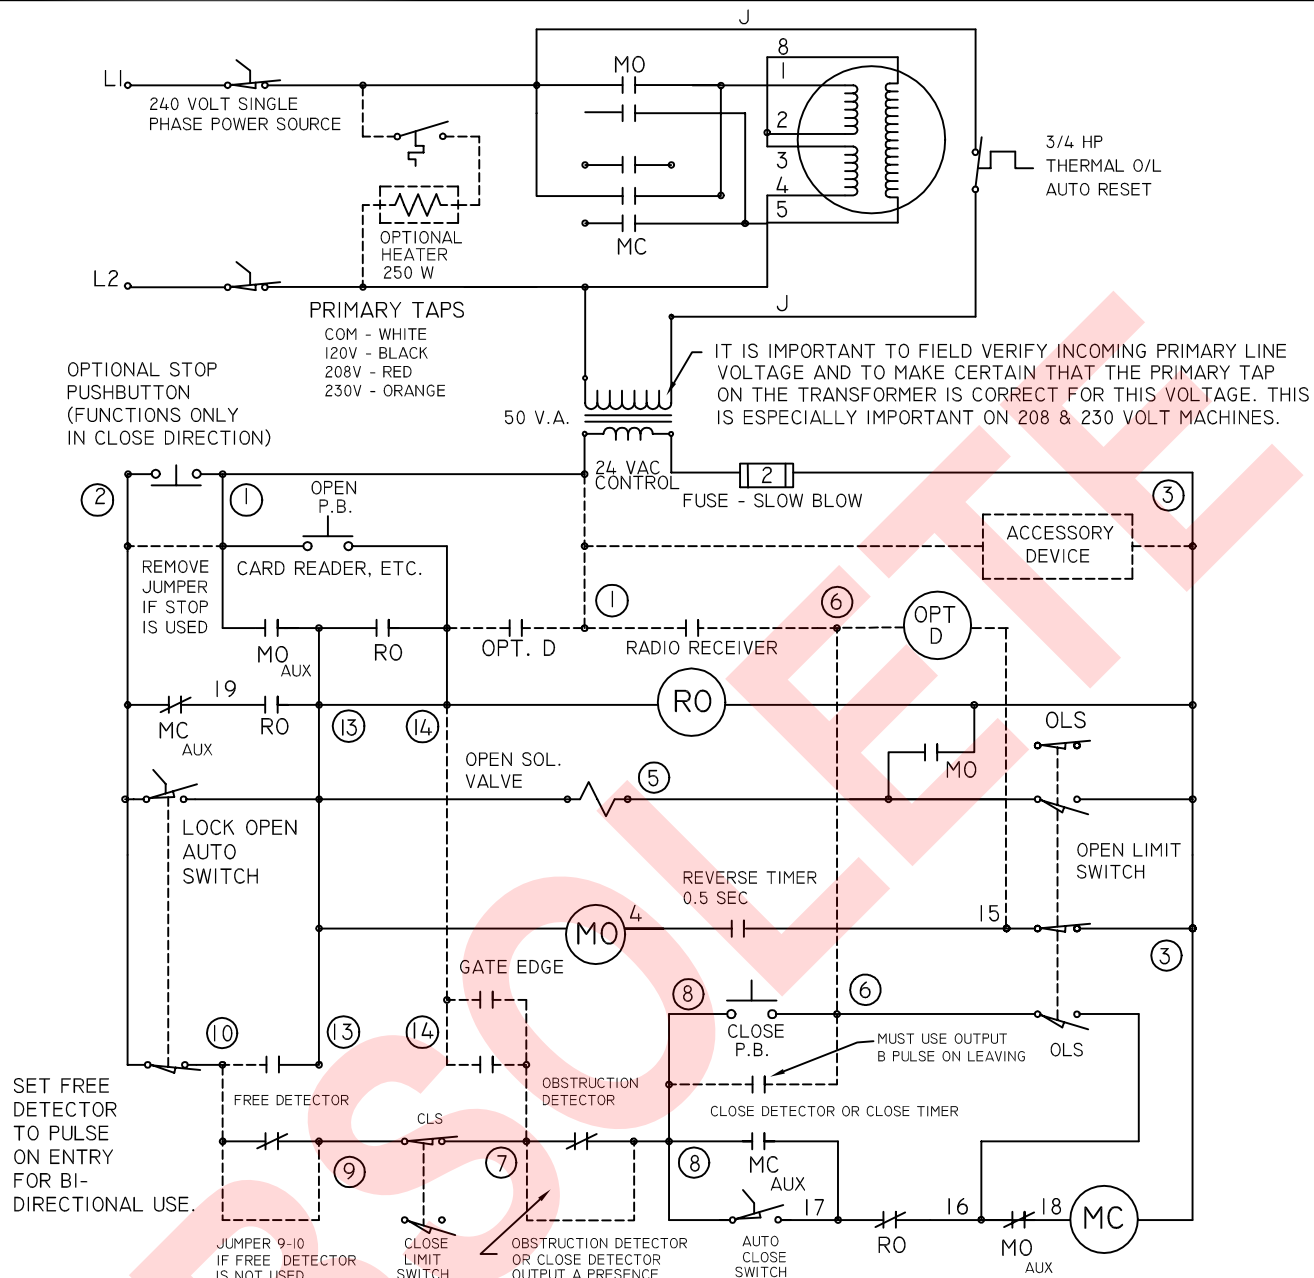 J
L1
240 VOLT SINGLE
PHASE POWER SOURCE
MO
8
1
2
3
4
5
3/4 HP
THERMAL O/L
AUTO RESET
OPTIONAL
HEATER
250 W
MC
L2
PRIMARY TAPS
COM - WHITE
120V - BLACK
208V - RED
230V - ORANGE
J
IT IS IMPORTANT TO FIELD VERIFY INCOMING PRIMARY LINE
VOLTAGE AND TO MAKE CERTAIN THAT THE PRIMARY TAP
ON THE TRANSFORMER IS CORRECT FOR THIS VOLTAGE. THIS
IS ESPECIALLY IMPORTANT ON 208 & 230 VOLT MACHINES.
OPTIONAL STOP
PUSHBUTTON
(FUNCTIONS ONLY
IN CLOSE DIRECTION)
50 V.A.
24 VAC
CONTROL
2
FUSE - SLOW BLOW
2
1
3
OPEN
P.B.
CARD READER, ETC.
ACCESSORY
DEVICE
REMOVE
JUMPER
IF STOP
IS USED
MO
AUX
RO
OPT. D
1
RADIO RECEIVER
6
OPT
D
19
MC
AUX
RO
13
14
RO
OLS
MO
OPEN SOL.
VALVE
5
LOCK OPEN
AUTO
SWITCH
OPEN LIMIT
SWITCH
REVERSE TIMER
0.5 SEC
MO
4
15
3
GATE EDGE
8
6
CLOSE
P.B.
OLS
MUST USE OUTPUT
B PULSE ON LEAVING
10
13
14
SET FREE
DETECTOR
TO PULSE
ON ENTRY
FOR BI-
DIRECTIONAL USE.
FREE DETECTOR
OBSTRUCTION
DETECTOR
CLOSE DETECTOR OR CLOSE TIMER
CLS
9
7
8
MC
AUX
17
16
18
MC
RO
MO
AUX
JUMPER 9-10
IF FREE DETECTOR
IS NOT USED
CLOSE
LIMIT
SWITCH
OBSTRUCTION DETECTOR
OR CLOSE DETECTOR
OUTPUT A PRESENCE
AUTO
CLOSE
SWITCH
OBSOLETE